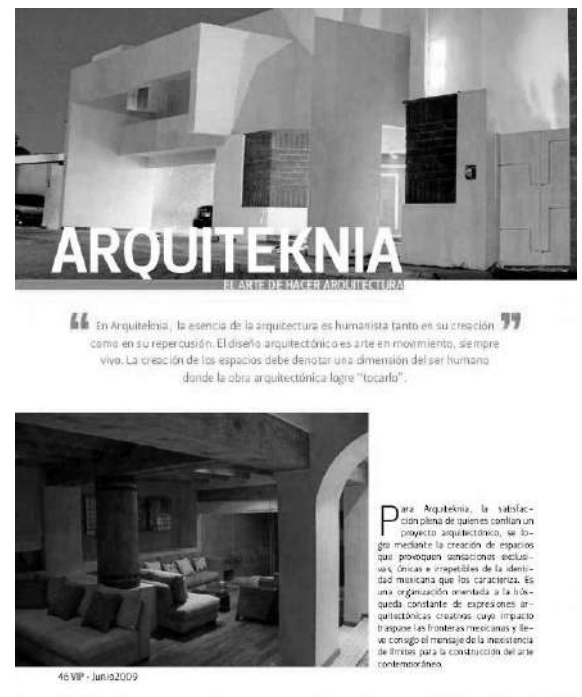 ARQUITEKNIA
EL ARTE DE HACER ARQUITECTURA
“ En Arquiteknia, la esencia de la arquitectura es humanista tanto en su creación ”
como en su repercusión. El diseño arquitectónico es arte en movimiento, siempre
vivo. La creación de los espacios debe denotar una dimensión del ser humano
donde la obra arquitectónica logre “tocarlo”.
Para Arquiteknia, la satisfac-
ción plena de quienes confían un
proyecto arquitectónico, se lo-
gra mediante la creación de espacios
que provoquen sensaciones exclusi-
vas, únicas e irrepetibles de la identi-
dad mexicana que los caracteriza. Es
una organización orientada a la bús-
queda constante de expresiones ar-
quitectónicas creativas cuyo impacto
traspase las fronteras mexicanas y lle-
ve consigo el mensaje de la inexistencia
de límites para la construcción del arte
contemporáneo.
46 VIP - Junio2009